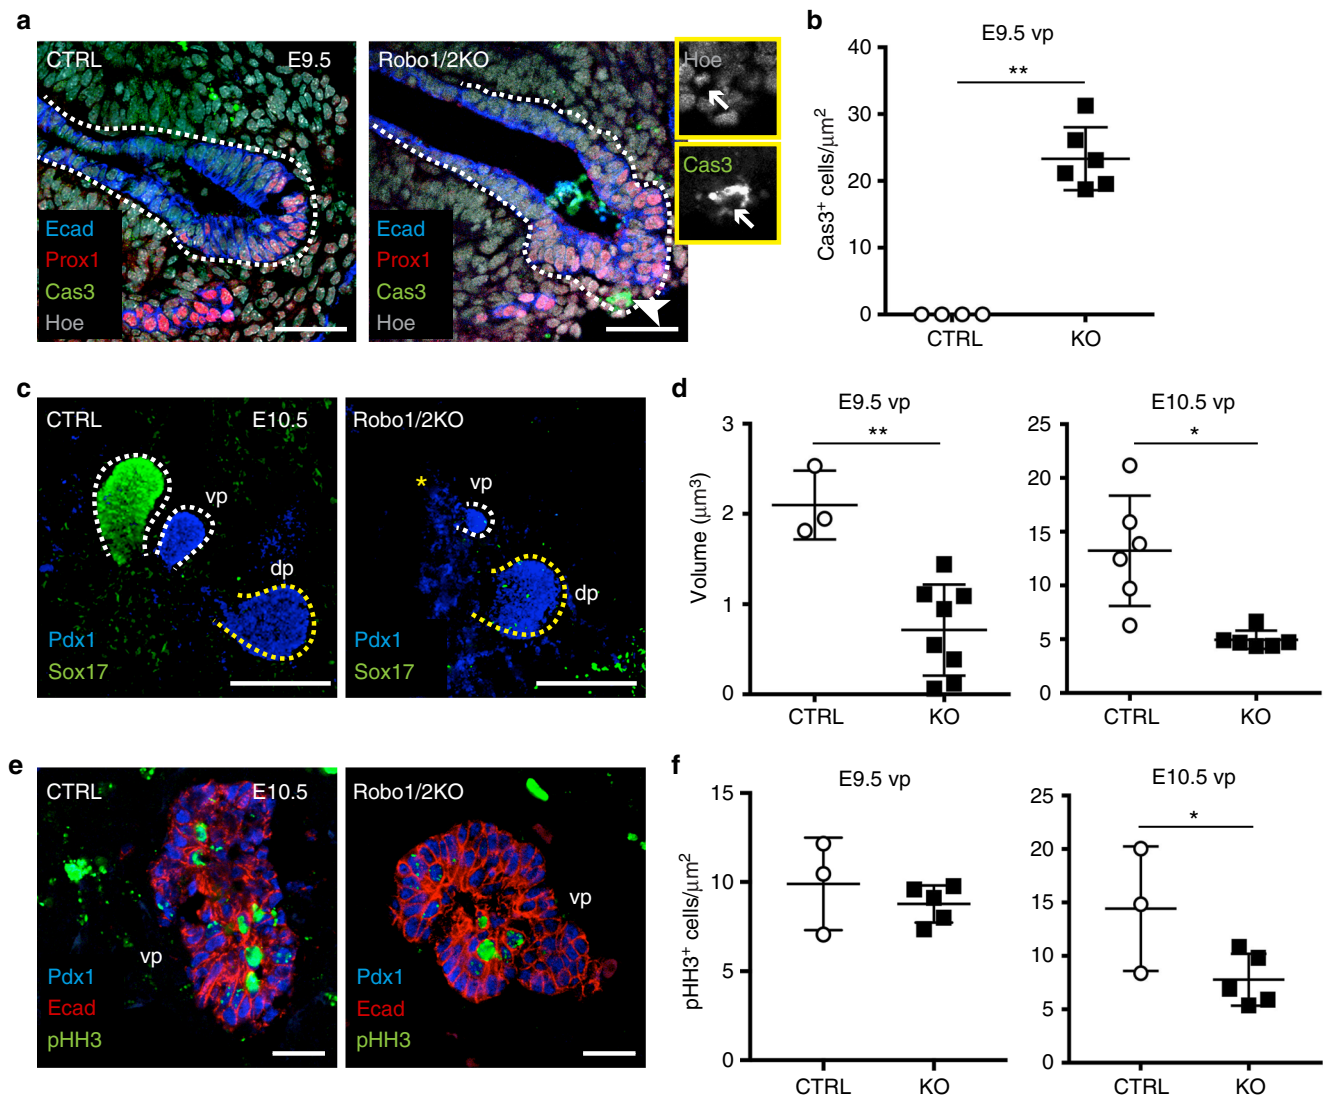 a
CTRL E9.5
Ecad
Prox1
Cas3
Hoe
Robo1/2KO
Ecad
Prox1
Cas3
Hoe
Hoe
Cas3
b
E9.5 vp
**
Cas3+ cells/μm2
40
30
20
10
0
CTRL KO
c
CTRL E10.5
vp
dp
Pdx1
Sox17
Robo1/2KO
*
vp
dp
Pdx1
Sox17
d
E9.5 vp
**
Volume (μm3)
3
2
1
0
CTRL KO
E10.5 vp
*
25
20
15
10
5
0
CTRL KO
e
CTRL E10.5
vp
Pdx1
Ecad
pHH3
Robo1/2KO
vp
Pdx1
Ecad
pHH3
f
E9.5 vp
pHH3+ cells/μm2
15
10
5
0
CTRL KO
E10.5 vp
*
25
20
15
10
5
0
CTRL KO